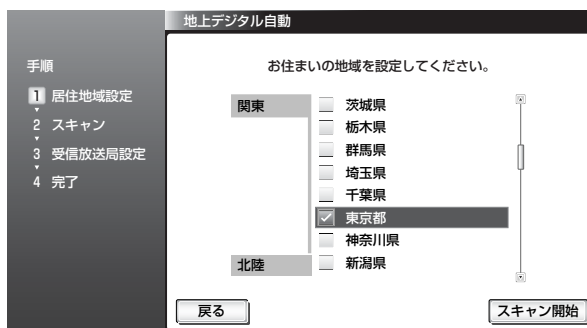 地上デジタル自動
手順
1 居住地域設定
2 スキャン
3 受信放送局設定
4 完了
お住まいの地域を設定してください。
関東
茨城県
栃木県
群馬県
埼玉県
千葉県
東京都
神奈川県
北陸
新潟県
戻る
スキャン開始